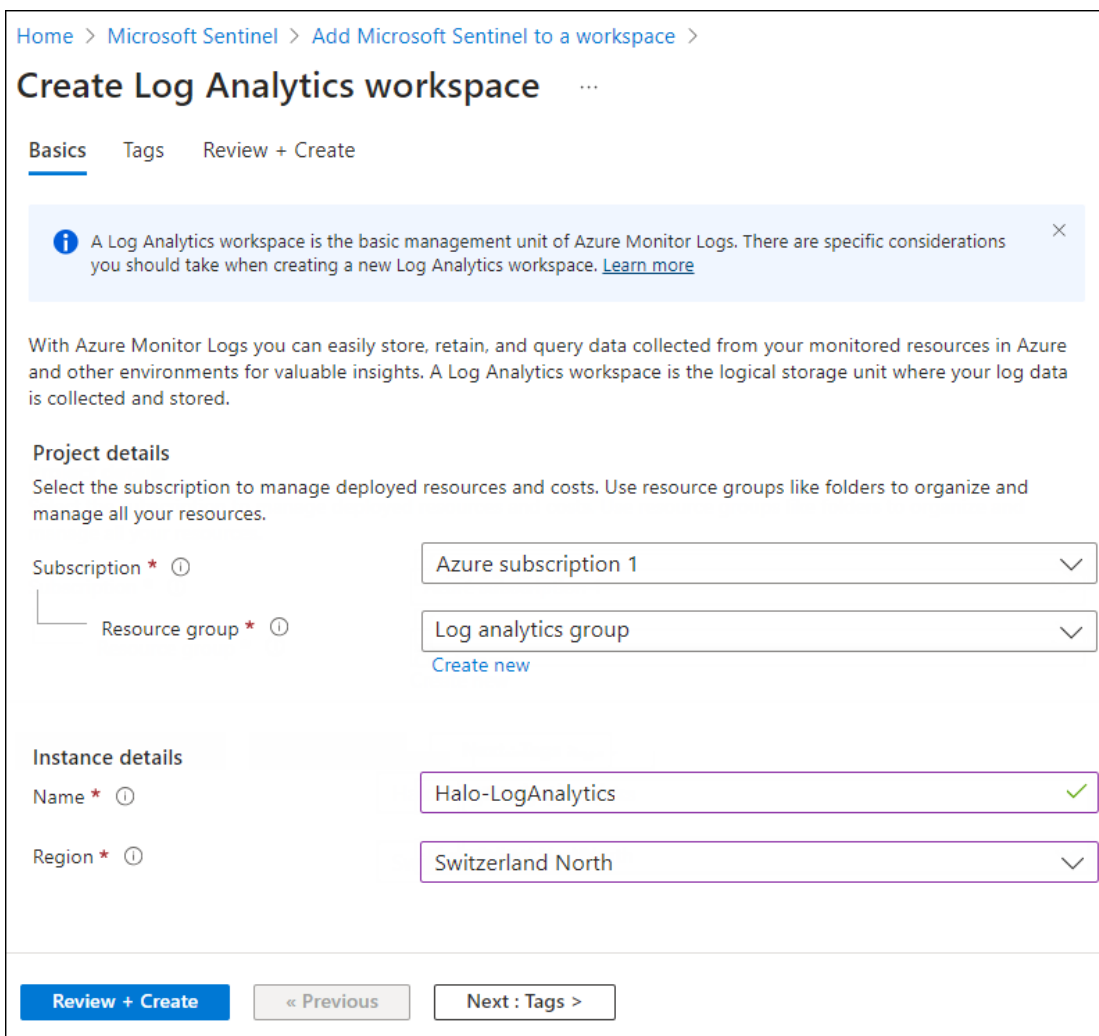 Home > Microsoft Sentinel > Add Microsoft Sentinel to a workspace >
Create Log Analytics workspace ...
Basics Tags Review + Create
A Log Analytics workspace is the basic management unit of Azure Monitor Logs. There are specific considerations
you should take when creating a new Log Analytics workspace. Learn more
With Azure Monitor Logs you can easily store, retain, and query data collected from your monitored resources in Azure
and other environments for valuable insights. A Log Analytics workspace is the logical storage unit where your log data
is collected and stored.
Project details
Select the subscription to manage deployed resources and costs. Use resource groups like folders to organize and
manage all your resources.
Subscription * Azure subscription 1
Resource group * Log analytics group
Create new
Instance details
Name * Halo-LogAnalytics
Region * Switzerland North
Review + Create « Previous Next : Tags >